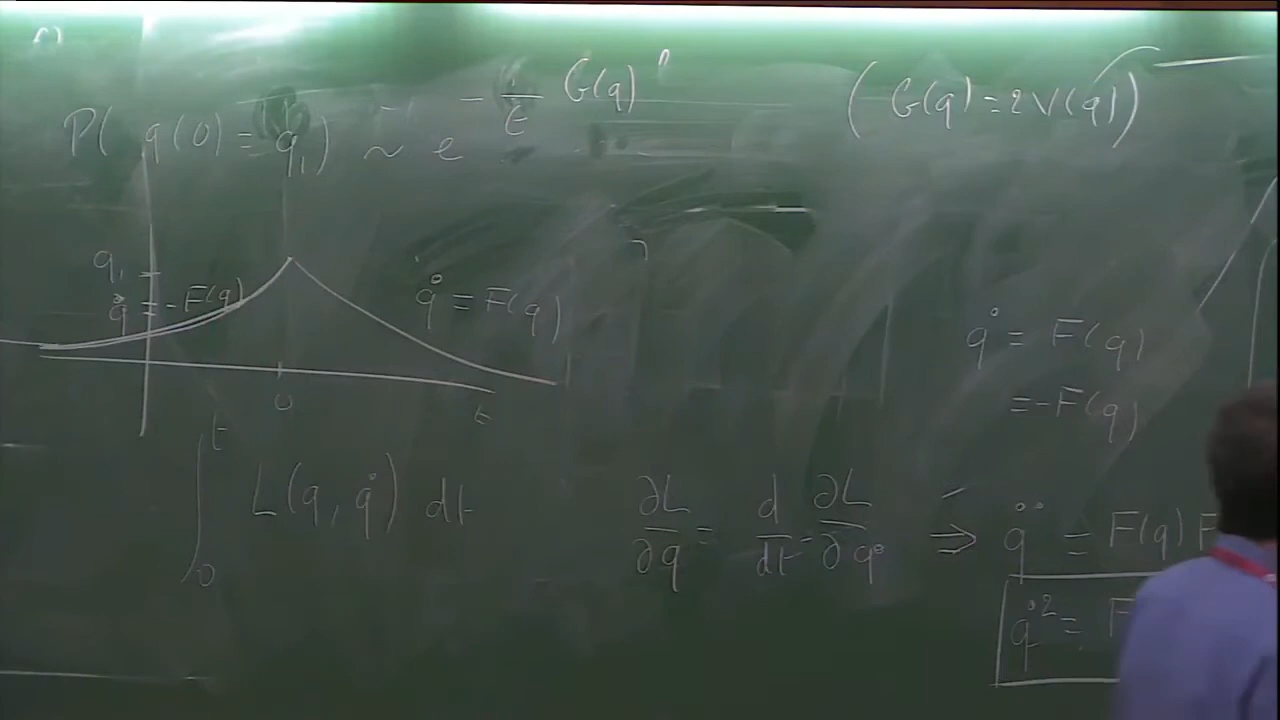 P( q(0) = q₁) ~ e^{-1/ε G(q)} ( G(q) = 2V(q) )
q₁
q̇ = -F(q)
q̇ = F(q)
0 t
q̇ = F(q)
= -F(q)
∫₀ᵗ L(q, q̇) dt
∂L/∂q = d/dt ∂L/∂q̇ ⇒ q̈ = F(q) F
q̇² = F